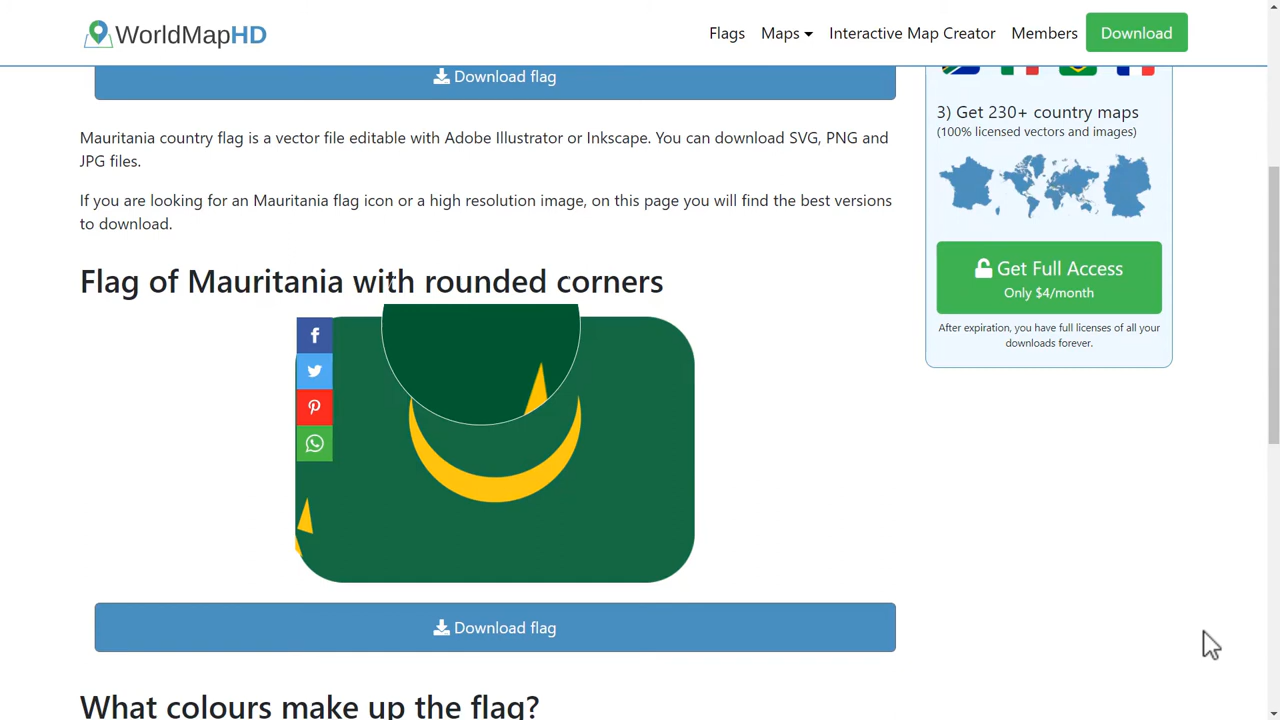 WorldMapHD
Flags Maps Interactive Map Creator Members Download
Download flag
Mauritania country flag is a vector file editable with Adobe Illustrator or Inkscape. You can download SVG, PNG and
JPG files.
If you are looking for an Mauritania flag icon or a high resolution image, on this page you will find the best versions
to download.
Flag of Mauritania with rounded corners
Download flag
What colours make up the flag?
3) Get 230+ country maps
(100% licensed vectors and images)
Get Full Access
Only $4/month
After expiration, you have full licenses of all your
downloads forever.